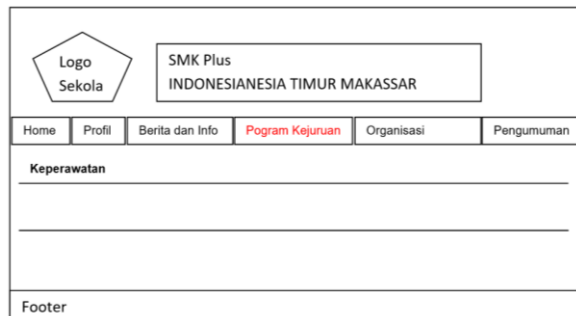 Logo
Sekola
SMK Plus
INDONESIANESIA TIMUR MAKASSAR
Home Profil Berita dan Info Pogram Kejuruan Organisasi Pengumuman
Keperawatan
Footer